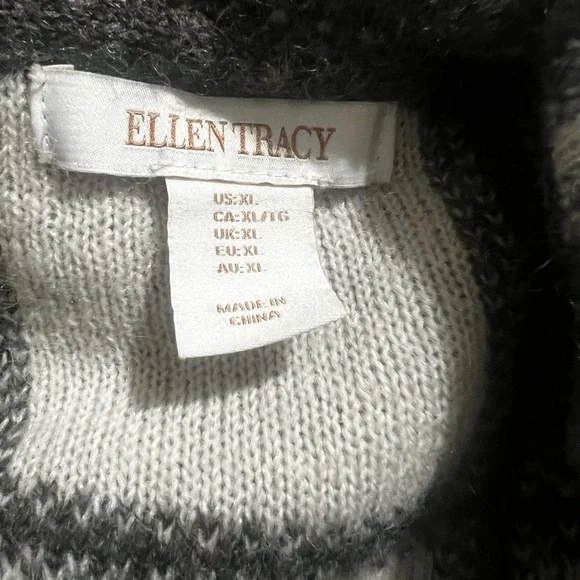 ELLEN TRACY
US:XL
CA:XL/TG
UK:XL
EU:XL
AU:XL
MADE IN
CHINA